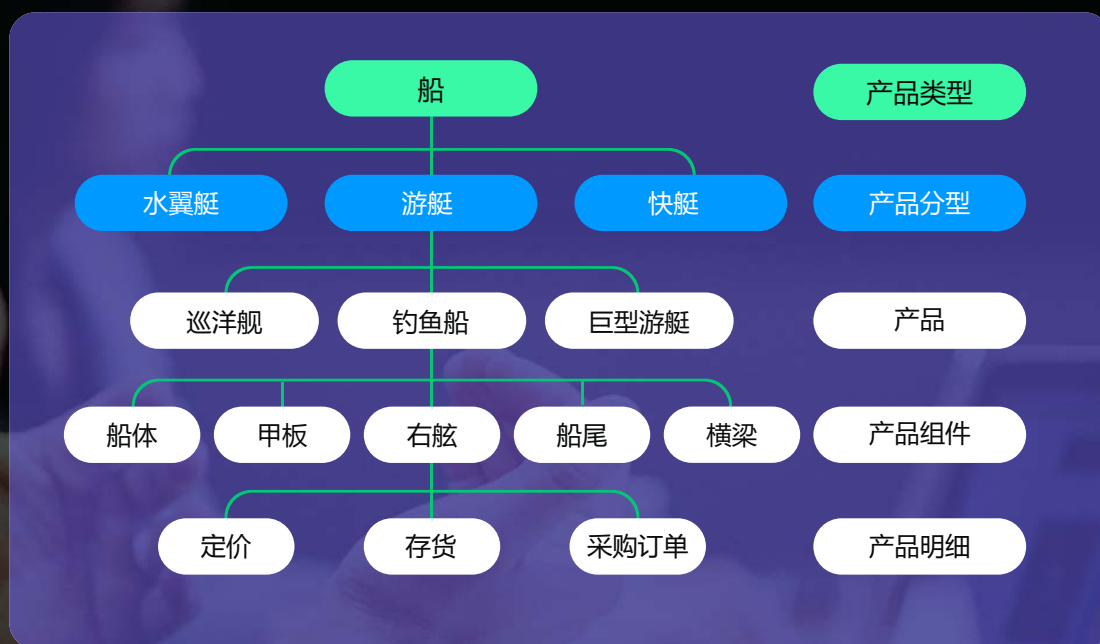 船
产品类型
水翼艇
游艇
快艇
产品分型
巡洋舰
钓鱼船
巨型游艇
产品
船体
甲板
右舷
船尾
横梁
产品组件
定价
存货
采购订单
产品明细